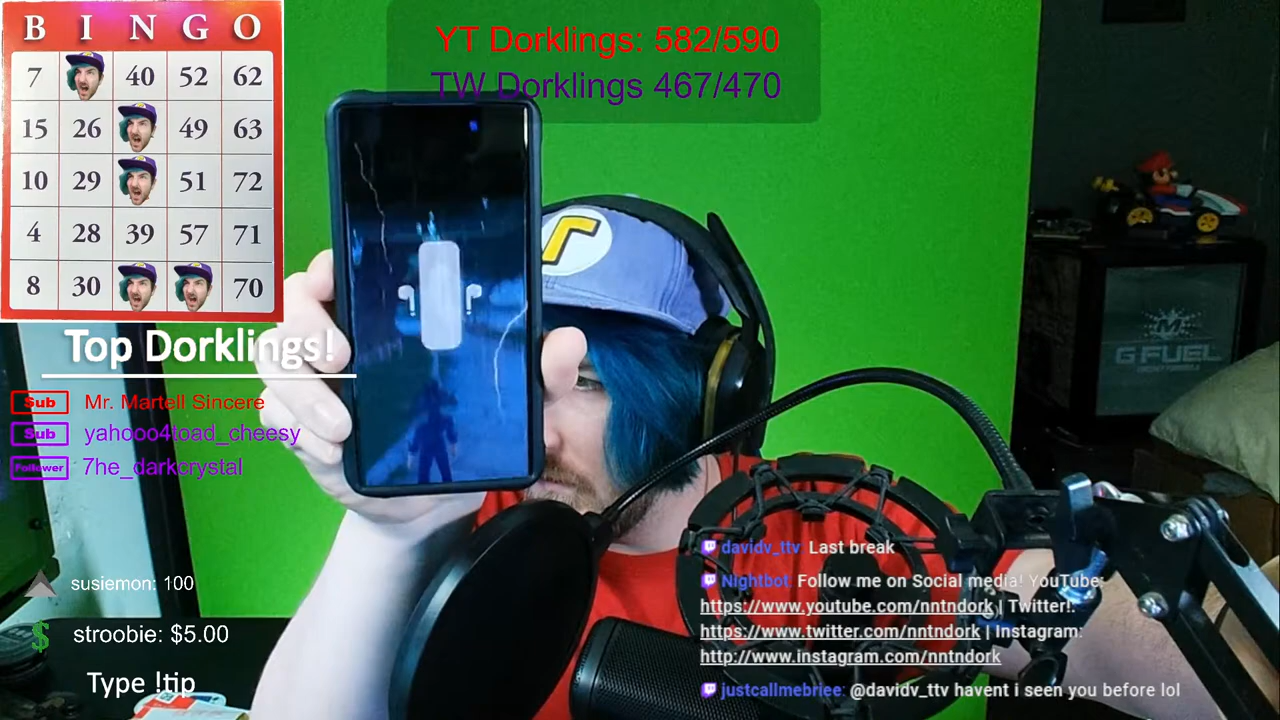 B I N G O
7 40 52 62
15 26 49 63
10 29 51 72
4 28 39 57 71
8 30 70
YT Dorklings: 582/590
TW Dorklings 467/470
G FUEL
Top Dorklings!
Sub Mr. Martell Sincere
Sub yahooo4toad_cheesy
Follower 7he_darkcrystal
susiemon: 100
$ stroobie: $5.00
Type !tip
davidv_ttv: Last break
Nightbot: Follow me on Social media! YouTube:
https://www.youtube.com/nntndork | Twitter!:
https://www.twitter.com/nntndork | Instagram:
http://www.instagram.com/nntndork
justcallmebriee: @davidv_ttv havent i seen you before lol